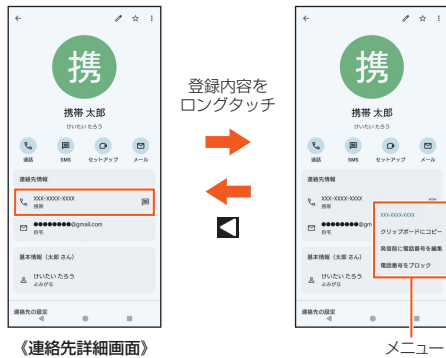 携
携帯 太郎
けいたい たろう
通話 SMS セットアップ メール
連絡先情報
XXX-XXXX-XXXX
携帯
●●●●●●●●@gmail.com
自宅
基本情報（太郎 さん）
けいたい たろう
よみがな
連絡先の設定
《連絡先詳細画面》
登録内容を
ロングタッチ
携
携帯 太郎
けいたい たろう
通話 SMS セットアップ メール
連絡先情報
XXX-XXXX-XXXX
携帯
●●●●●●●●@gm
自宅
基本情報（太郎 さん）
けいたい たろう
よみがな
連絡先の設定
XXX-XXXX-XXXX
クリップボードにコピー
発信前に電話番号を編集
電話番号をブロック
メニュー